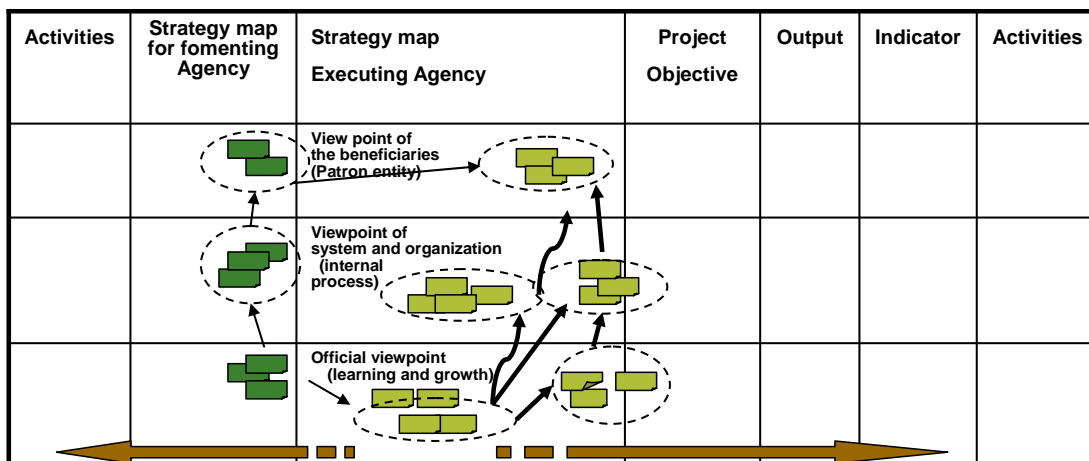 Activities
Strategy map
for fomenting
Agency
Strategy map
Executing Agency
Project
Objective
Output
Indicator
Activities
View point of
the beneficiaries
(Patron entity)
Viewpoint of
system and organization
(internal
process)
Official viewpoint
(learning and growth)